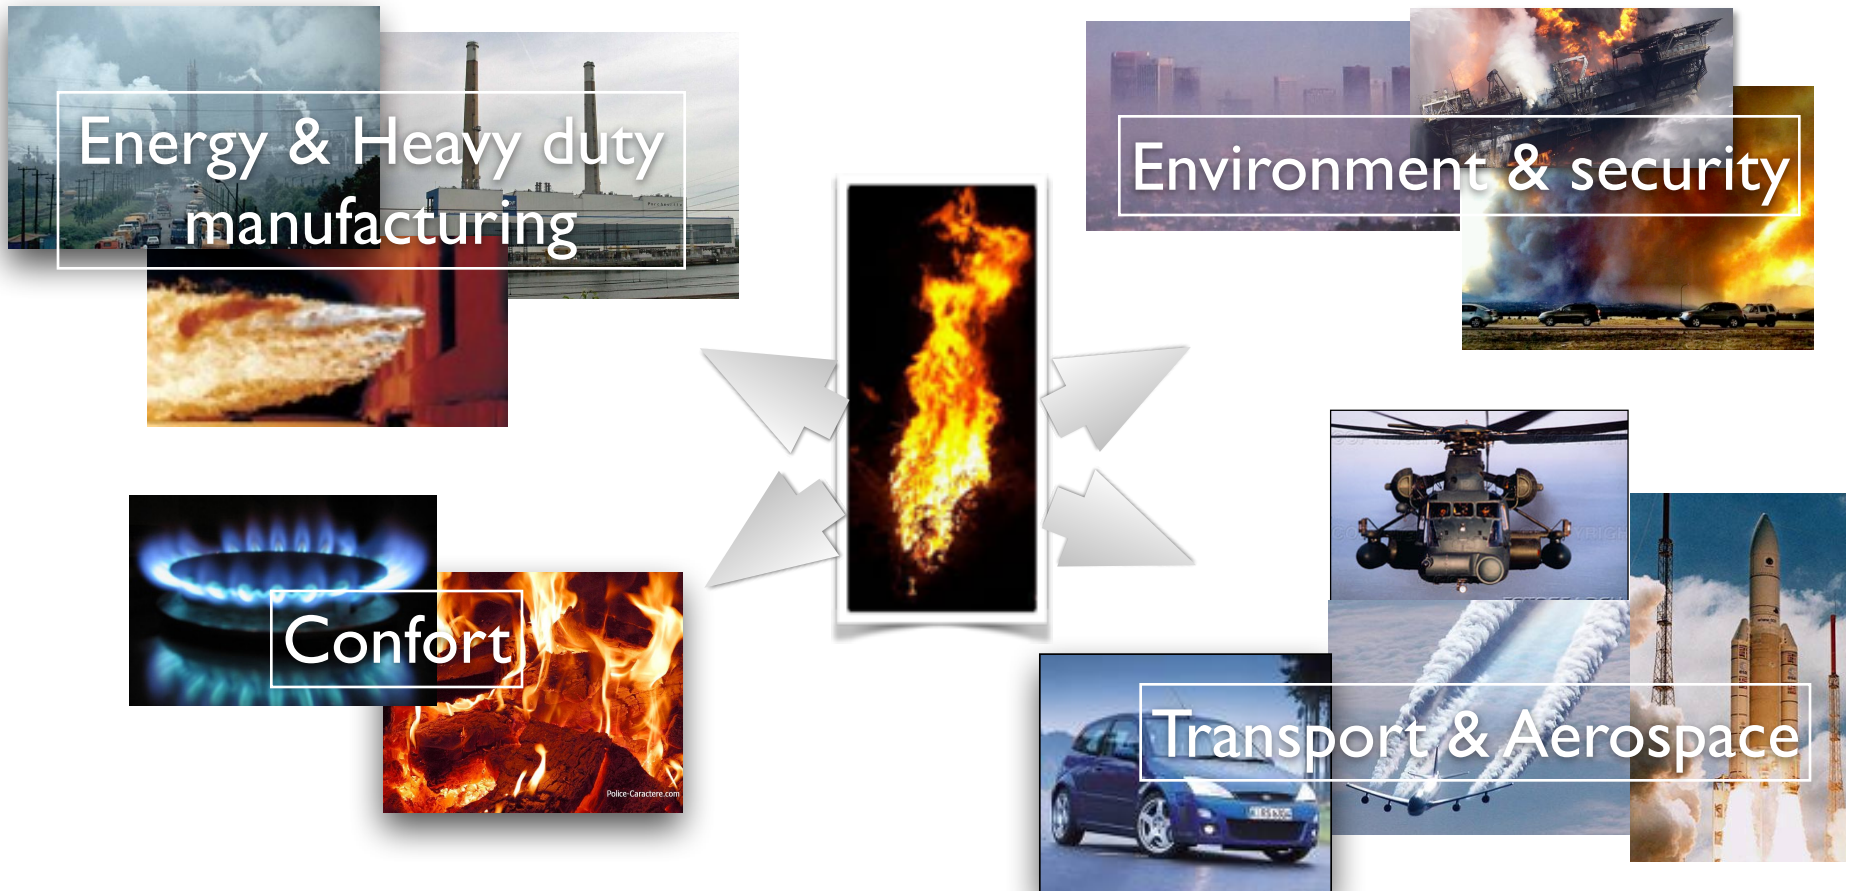 Energy & Heavy duty
manufacturing
Environment & security
Confort
Police-Caractere.com
Transport & Aerospace